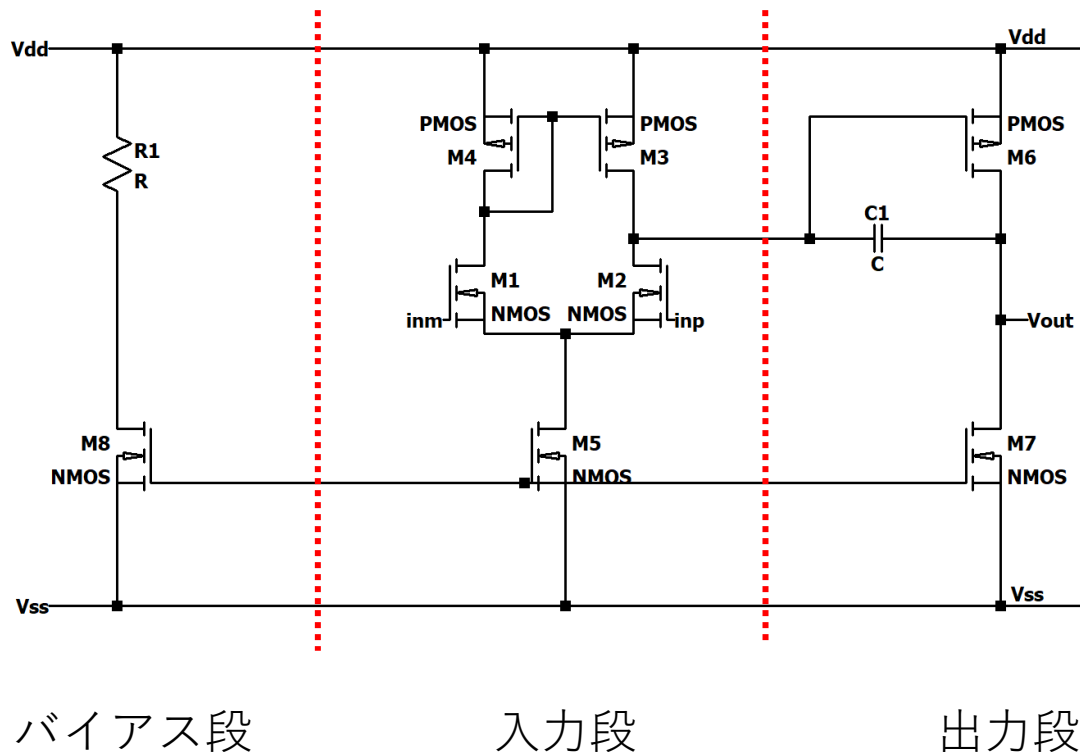 Vdd
Vdd
R1
R
PMOS
M4
PMOS
M3
PMOS
M6
C1
C
M1
NMOS
M2
NMOS
inm
inp
Vout
M8
NMOS
M5
NMOS
M7
NMOS
Vss
Vss
バイアス段
入力段
出力段